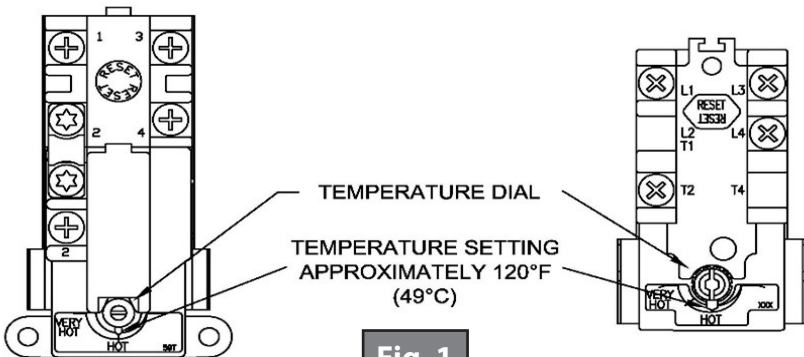 1 3
RESET
RESET
2 4
2
VERY
HOT
HOT
59T
TEMPERATURE DIAL
TEMPERATURE SETTING
APPROXIMATELY 120°F
(49°C)
L1 L3
RESET
RESET
L2 L4
T1
T2 T4
VERY
HOT
HOT
XXX
Fig. 1